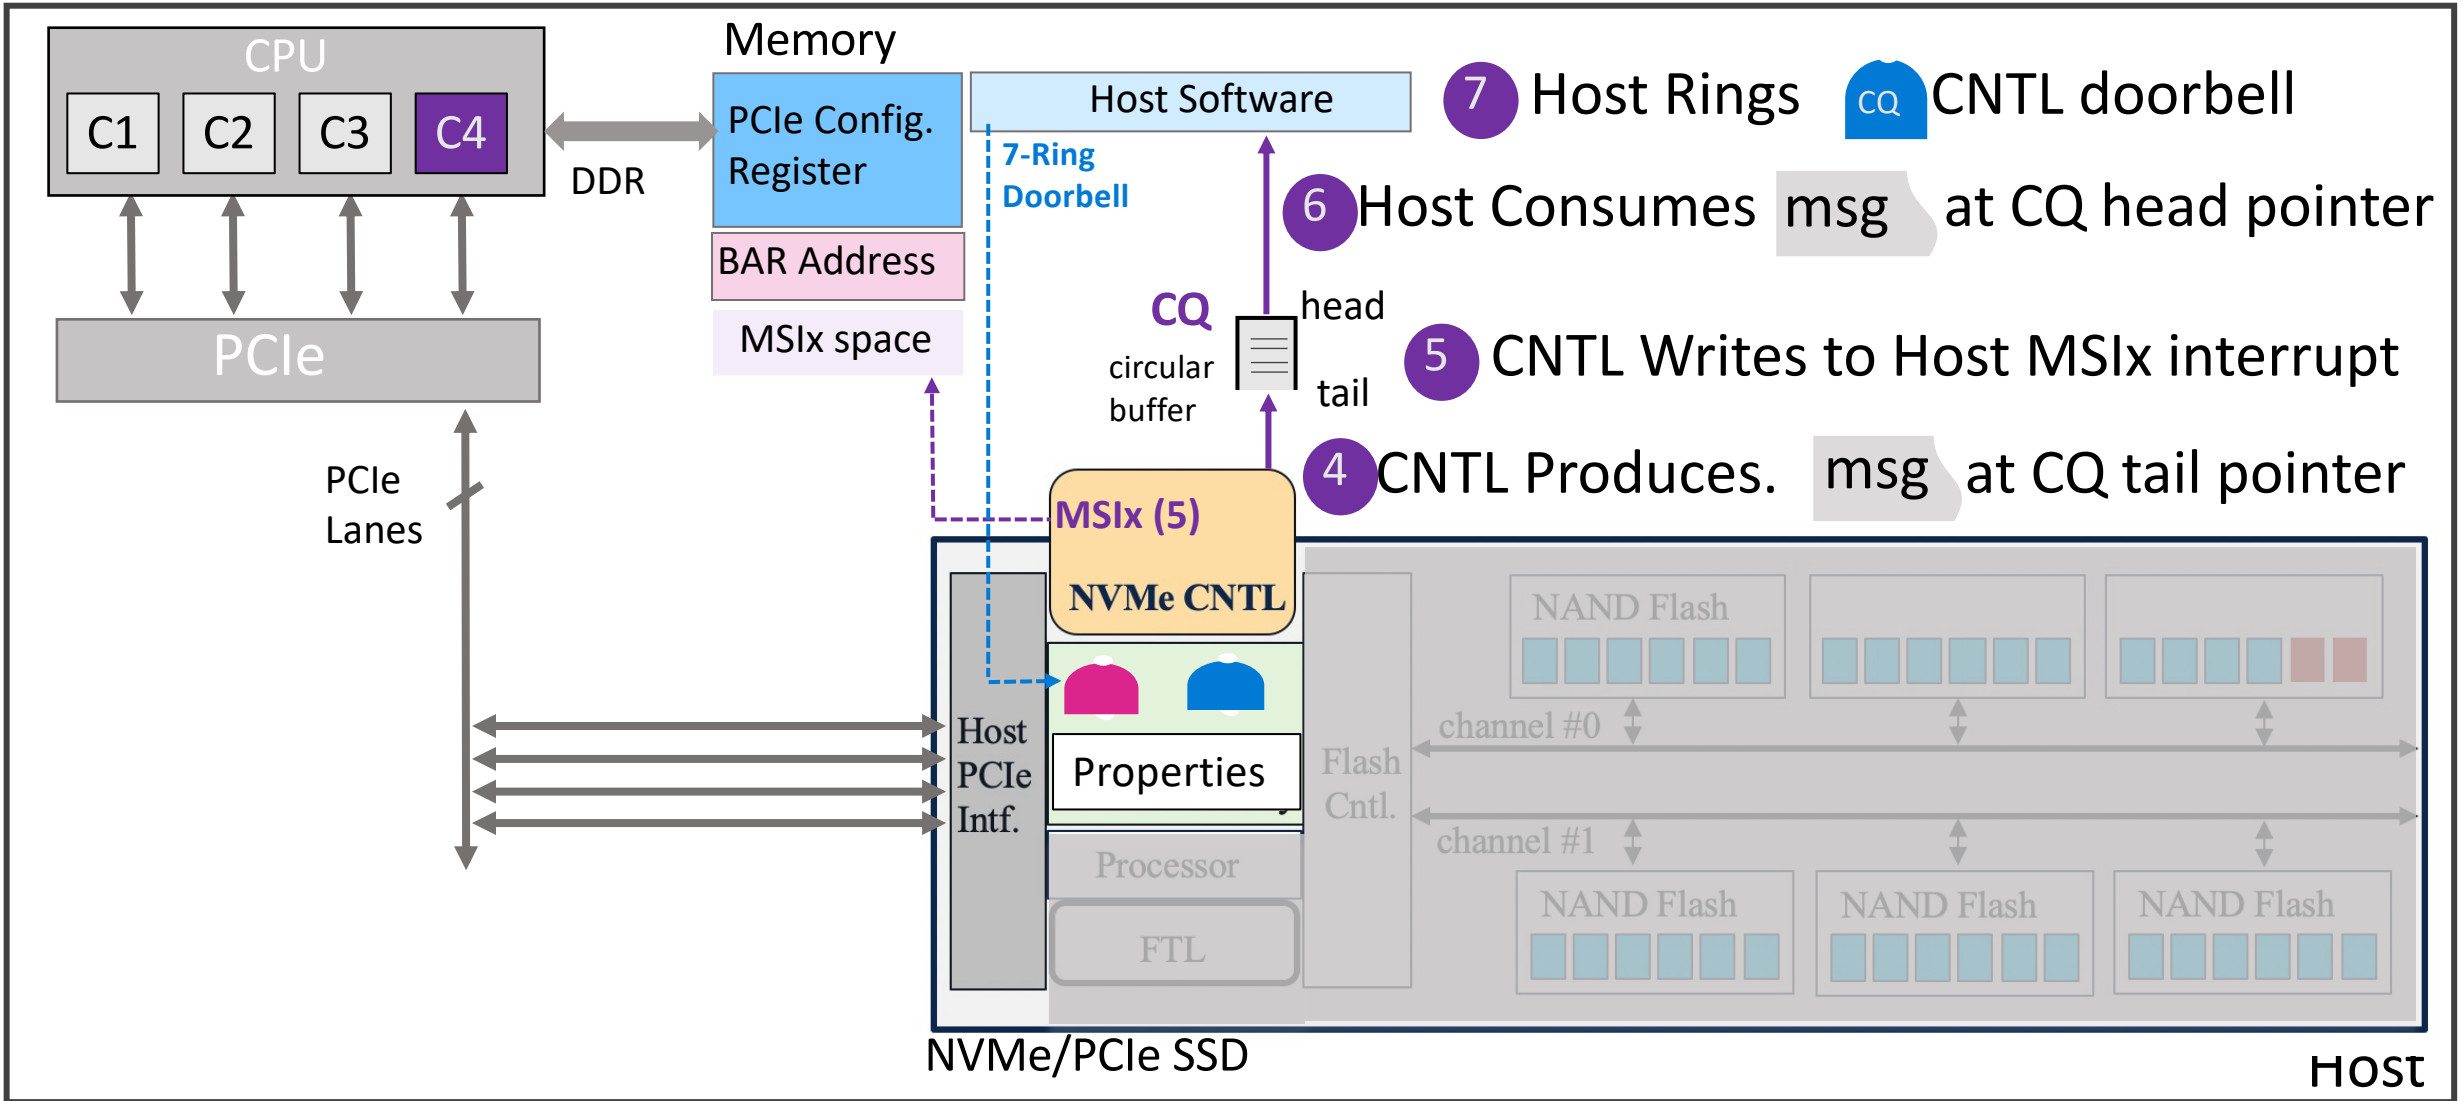 CPU
C1 C2 C3 C4
DDR
PCIe
PCIe
Lanes
Memory
PCIe Config.
Register
BAR Address
MSIx space
Host Software
7-Ring
Doorbell
7 Host Rings CQ CNTL doorbell
6 Host Consumes msg at CQ head pointer
CQ
head
circular
buffer
tail
5 CNTL Writes to Host MSIx interrupt
4 CNTL Produces. msg at CQ tail pointer
MSIx (5)
NVMe CNTL
Host
PCIe
Intf.
Properties
Processor
FTL
Flash
Cntl.
NAND Flash
channel #0
channel #1
NAND Flash
NAND Flash
NAND Flash
NVMe/PCIe SSD
Host